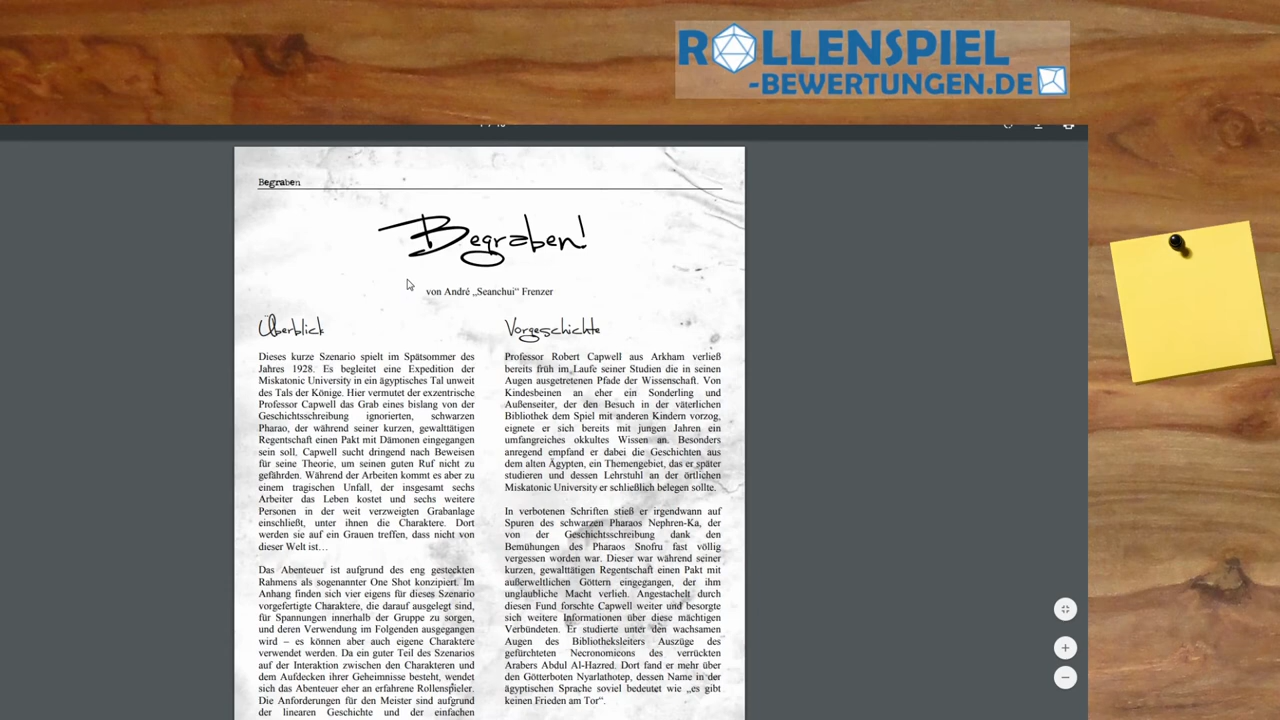 ROLLENSPIEL
-BEWERTUNGEN.DE
Begraben
Begraben!
von André „Seanchui“ Frenzer
Überblick
Dieses kurze Szenario spielt im Spätsommer des
Jahres 1928. Es begleitet eine Expedition der
Miskatonic University in ein ägyptisches Tal unweit
des Tals der Könige. Hier vermutet der exzentrische
Professor Capwell das Grab eines bislang von der
Geschichtsschreibung ignorierten, schwarzen
Pharao, der während seiner kurzen, gewalttätigen
Regentschaft einen Pakt mit Dämonen eingegangen
sein soll. Capwell sucht dringend nach Beweisen
für seine Theorie, um seinen guten Ruf nicht zu
gefährden. Während der Arbeiten kommt es aber zu
einem tragischen Unfall, der insgesamt sechs
Arbeiter das Leben kostet und sechs weitere
Personen in der weit verzweigten Grabanlage
einschließt, unter ihnen die Charaktere. Dort
werden sie auf ein Grauen treffen, dass nicht von
dieser Welt ist…
Das Abenteuer ist aufgrund des eng gesteckten
Rahmens als sogenannter One Shot konzipiert. Im
Anhang finden sich vier eigens für dieses Szenario
vorgefertigte Charaktere, die darauf ausgelegt sind,
für Spannungen innerhalb der Gruppe zu sorgen,
und deren Verwendung im Folgenden ausgegangen
wird – es können aber auch eigene Charaktere
verwendet werden. Da ein guter Teil des Szenarios
auf der Interaktion zwischen den Charakteren und
dem Aufdecken ihrer Geheimnisse besteht, wendet
sich das Abenteuer eher an erfahrene Rollenspieler.
Die Anforderungen für den Meister sind aufgrund
der linearen Geschichte und der einfachen
Vorgeschichte
Professor Robert Capwell aus Arkham verließ
bereits früh im Laufe seiner Studien die in seinen
Augen ausgetretenen Pfade der Wissenschaft. Von
Kindesbeinen an eher ein Sonderling und
Außenseiter, der den Besuch in der väterlichen
Bibliothek dem Spiel mit anderen Kindern vorzog,
eignete er sich bereits mit jungen Jahren ein
umfangreiches okkultes Wissen an. Besonders
anregend empfand er dabei die Geschichten aus
dem alten Ägypten, ein Themengebiet, das er später
studieren und dessen Lehrstuhl an der örtlichen
Miskatonic University er schließlich belegen sollte.
In verbotenen Schriften stieß er irgendwann auf
Spuren des schwarzen Pharaos Nephren-Ka, der
von der Geschichtsschreibung dank den
Bemühungen des Pharaos Snofru fast völlig
vergessen worden war. Dieser war während seiner
kurzen, gewalttätigen Regentschaft einen Pakt mit
außerweltlichen Göttern eingegangen, der ihm
unglaubliche Macht verlieh. Angestachelt durch
diesen Fund forschte Capwell weiter und besorgte
sich weitere Informationen über diese mächtigen
Verbündeten. Er studierte unter den wachsamen
Augen des Bibliotheksleiters Auszüge des
gefürchteten Necronomicons des verrückten
Arabers Abdul Al-Hazred. Dort fand er mehr über
den Götterboten Nyarlathotep, dessen Name in der
ägyptischen Sprache soviel bedeutet wie „es gibt
keinen Frieden am Tor“.